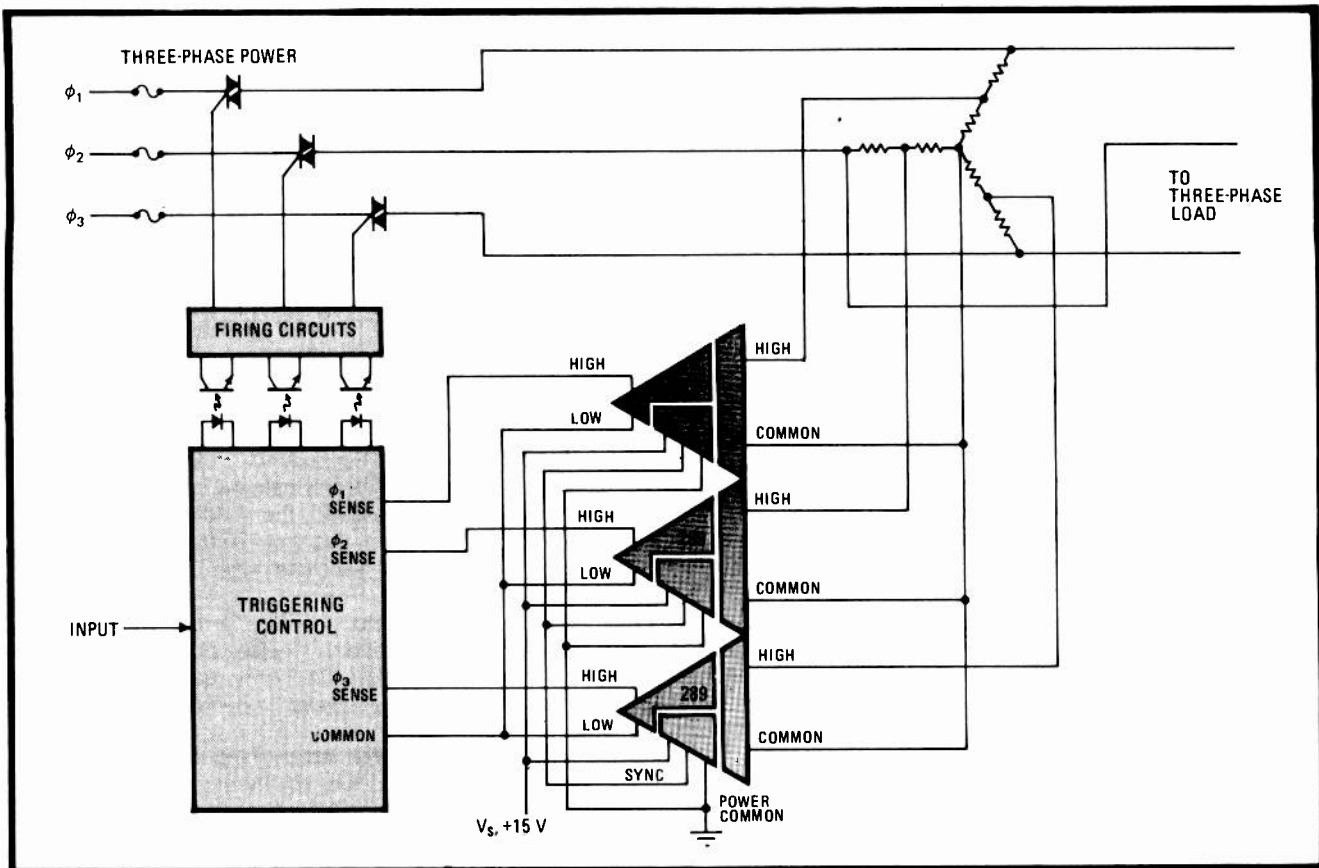 THREE-PHASE POWER
ϕ1
ϕ2
ϕ3
TO
THREE-PHASE
LOAD
FIRING CIRCUITS
HIGH
LOW
HIGH
COMMON
ϕ1
SENSE
ϕ2
SENSE
HIGH
LOW
HIGH
COMMON
TRIGGERING
CONTROL
INPUT
ϕ3
SENSE
COMMON
HIGH
LOW
289
HIGH
COMMON
SYNC
VS, +15 V
POWER
COMMON